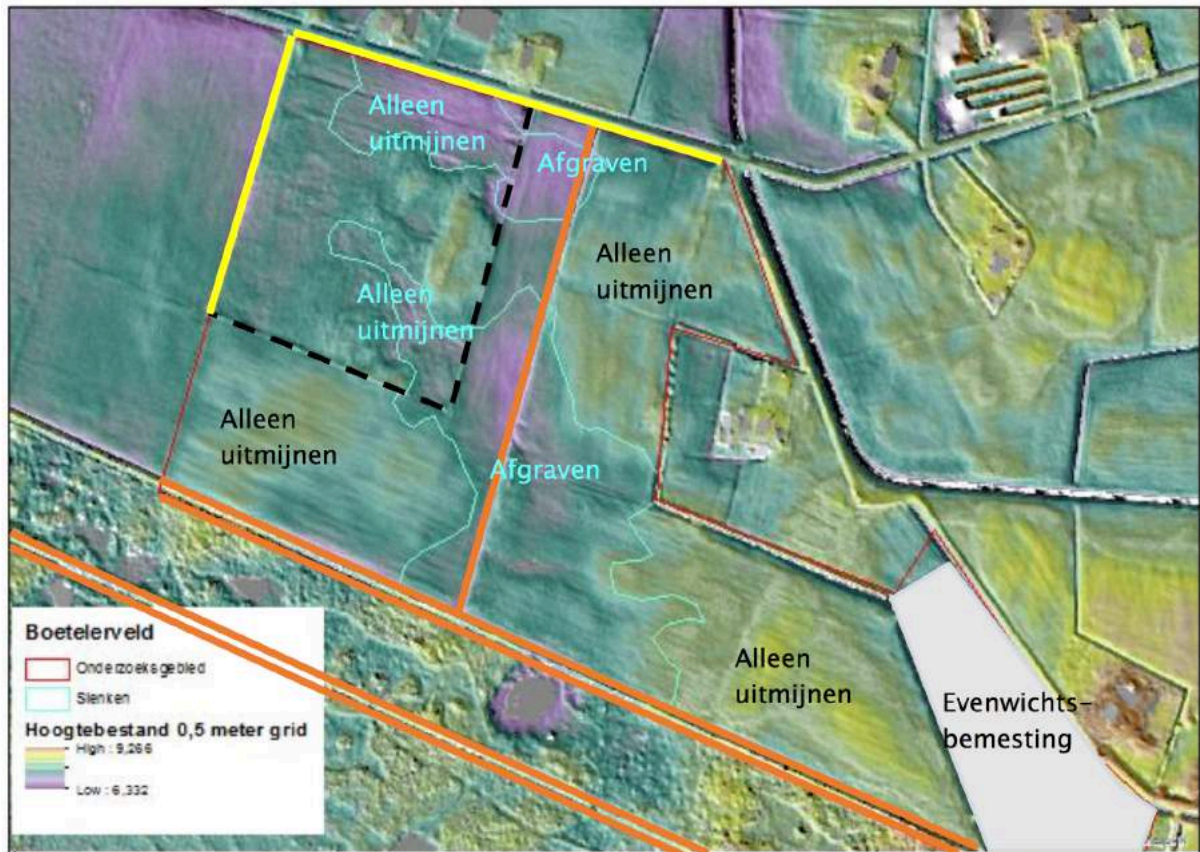 Alleen
uitmijnen
Afgraven
Alleen
uitmijnen
Alleen
uitmijnen
Alleen
uitmijnen
Afgraven
Alleen
uitmijnen
Evenwichts-
bemesting
Boetelerveld
Onderzoeksgebied
Slenken
Hoogtebestand 0,5 meter grid
High : 9,266
Low : 6,332